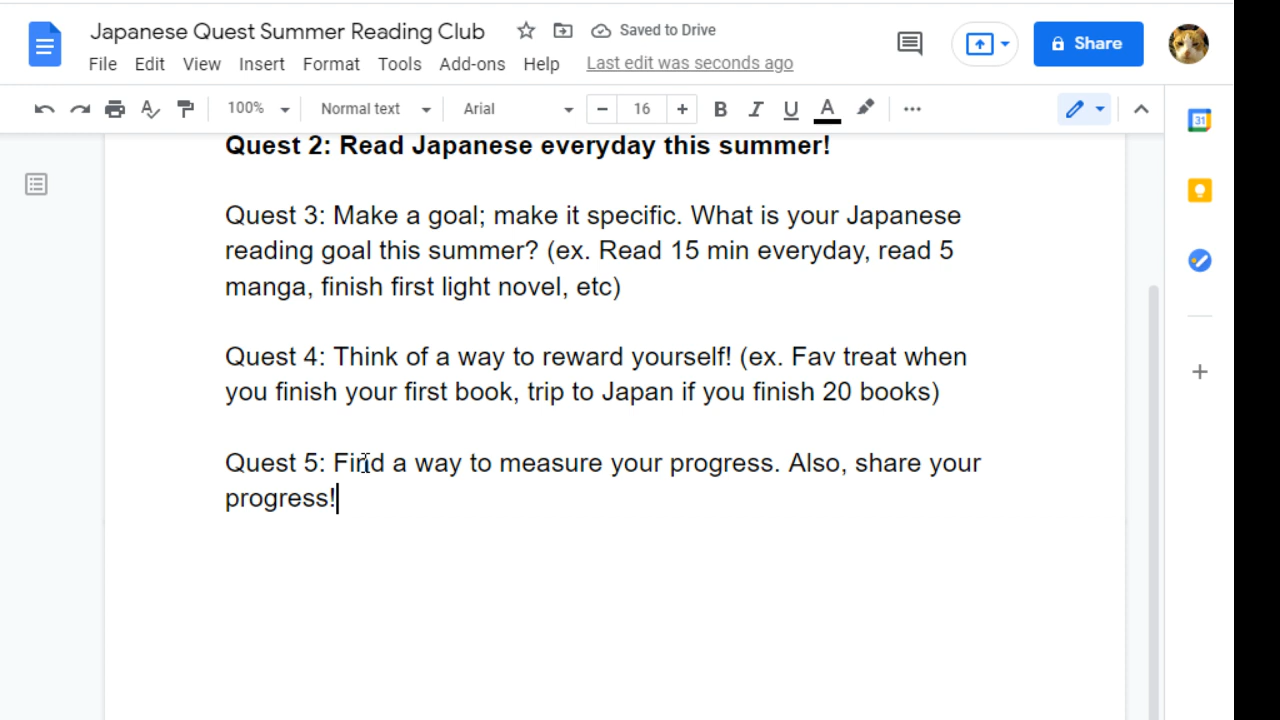 Japanese Quest Summer Reading Club
Saved to Drive
Share
File Edit View Insert Format Tools Add-ons Help Last edit was seconds ago
100% Normal text Arial 16 B I U A
31
Quest 2: Read Japanese everyday this summer!
Quest 3: Make a goal; make it specific. What is your Japanese
reading goal this summer? (ex. Read 15 min everyday, read 5
manga, finish first light novel, etc)
Quest 4: Think of a way to reward yourself! (ex. Fav treat when
you finish your first book, trip to Japan if you finish 20 books)
Quest 5: Find a way to measure your progress. Also, share your
progress!